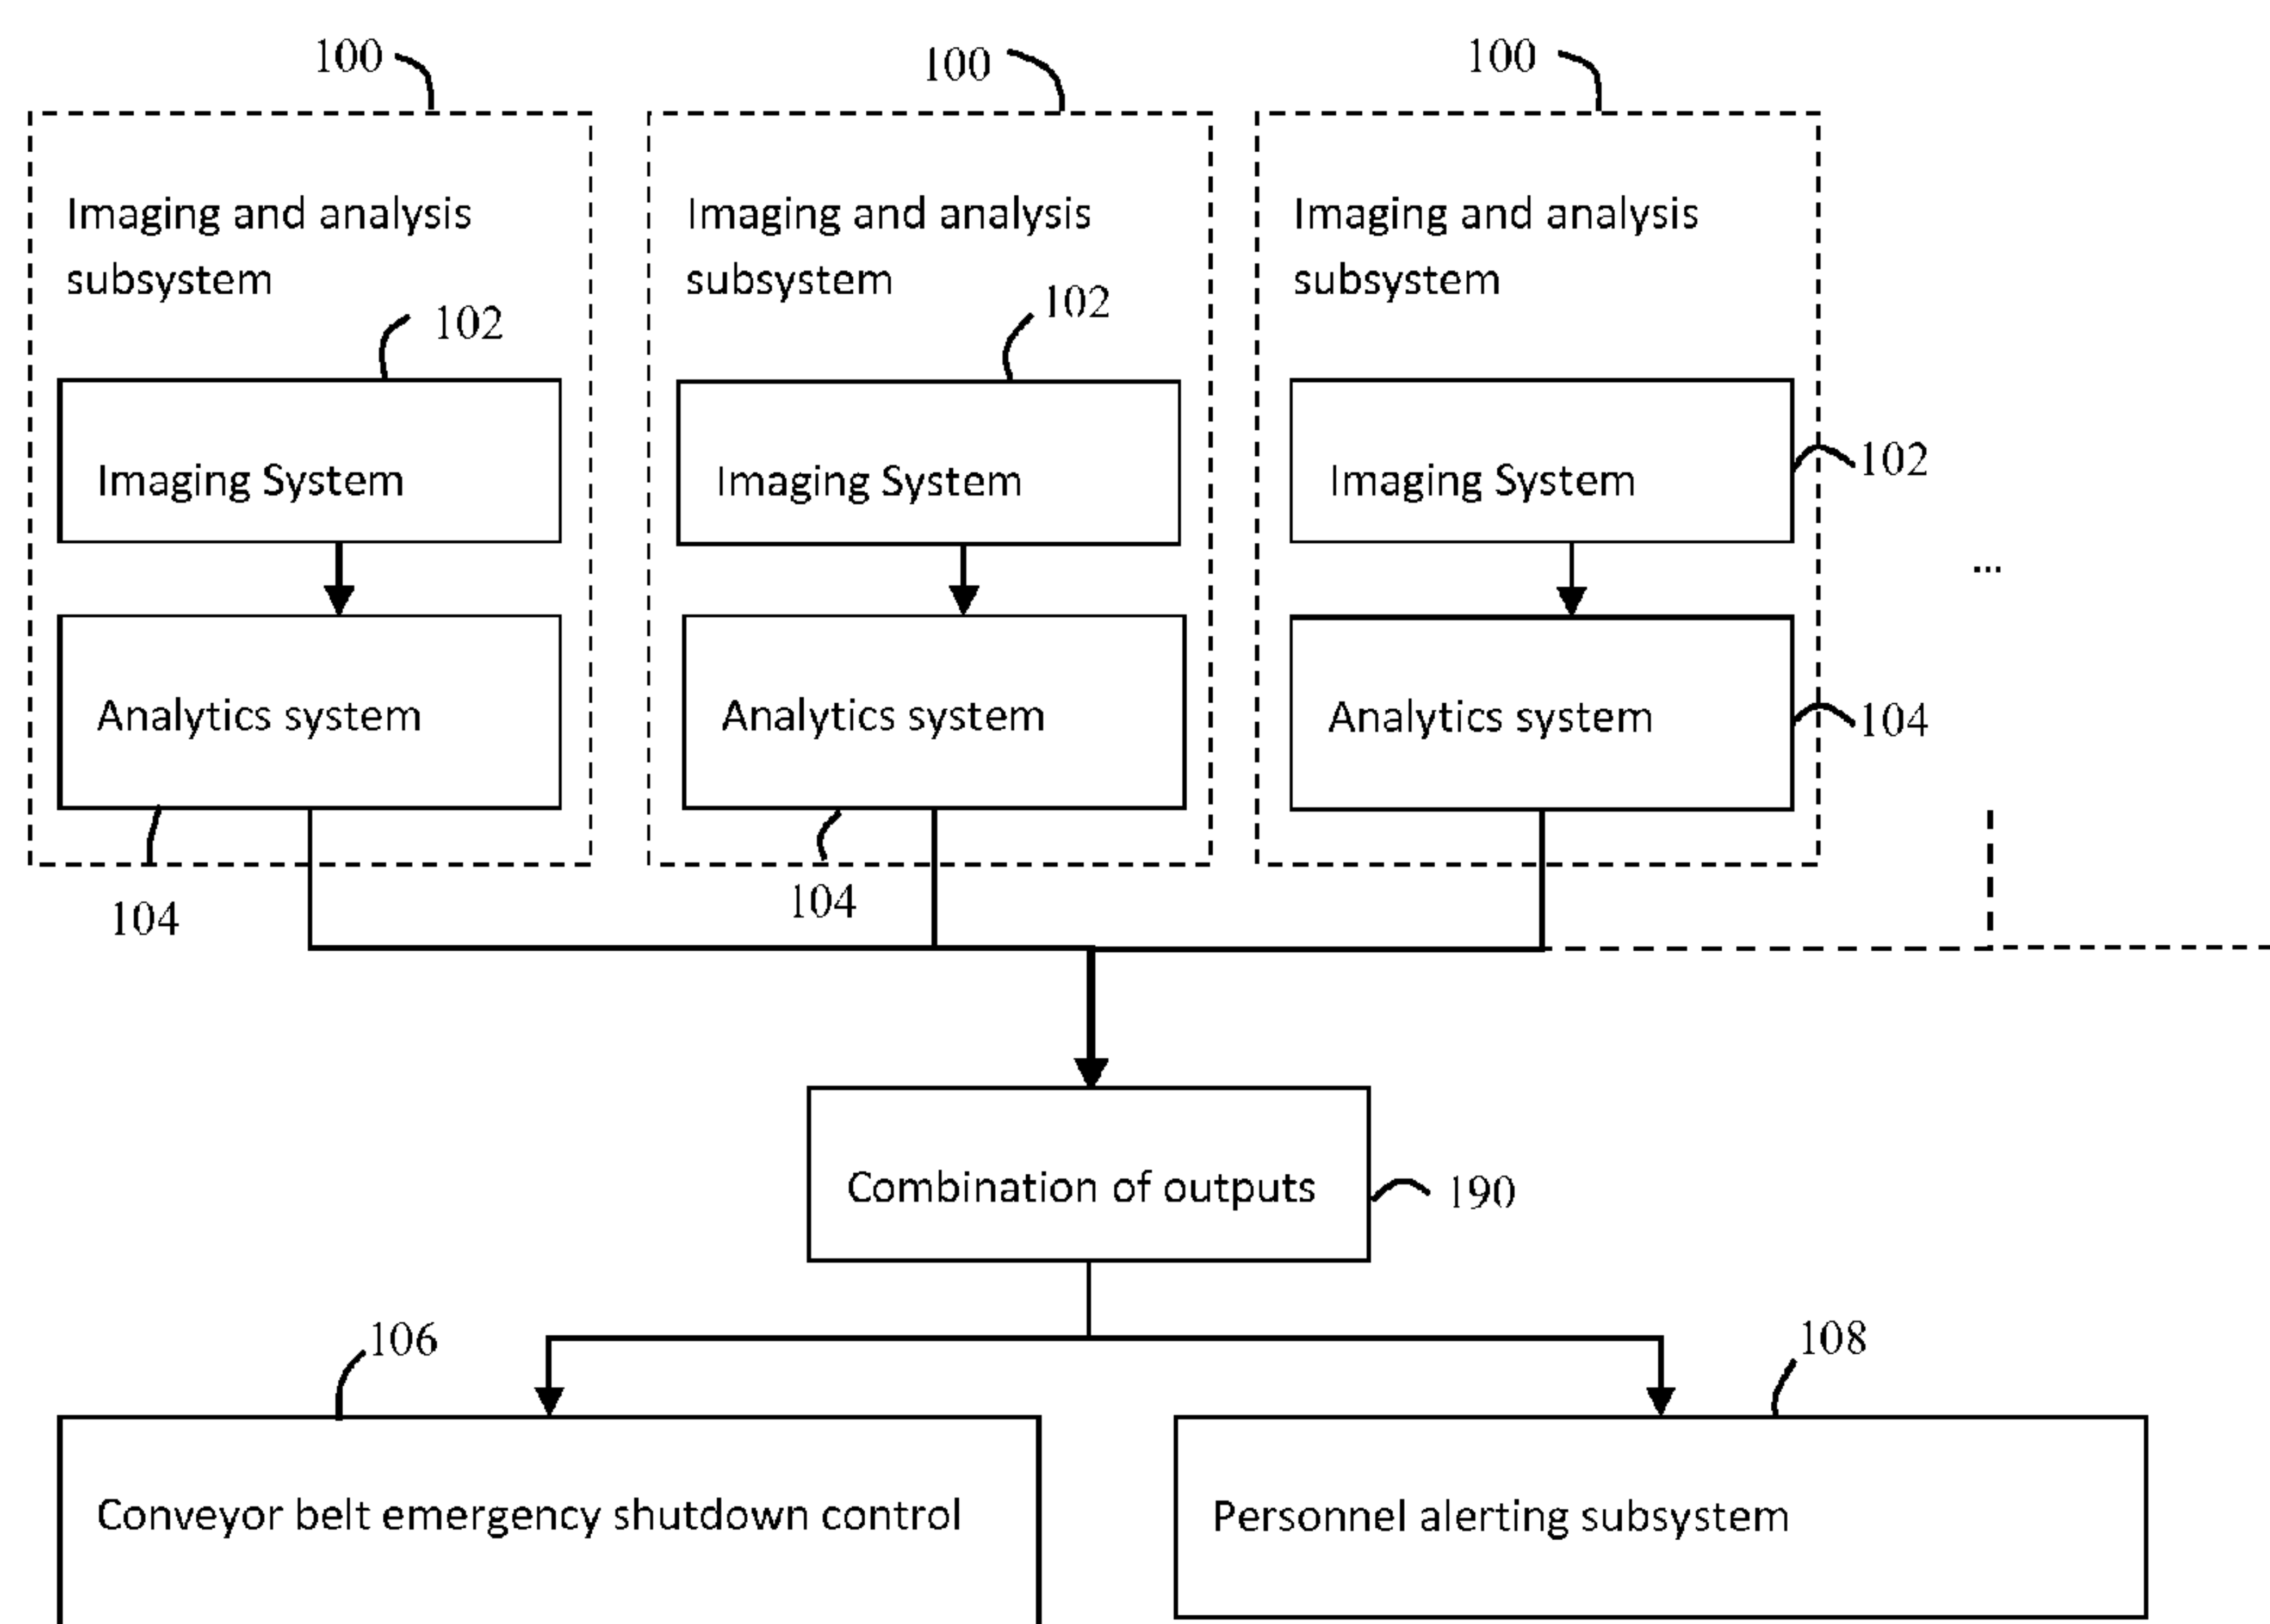 100
100
100
Imaging and analysis
subsystem
Imaging and analysis
subsystem
Imaging and analysis
subsystem
102
102
Imaging System
Imaging System
Imaging System
102
...
Analytics system
Analytics system
Analytics system
104
104
104
Combination of outputs
190
106
108
Conveyor belt emergency shutdown control
Personnel alerting subsystem